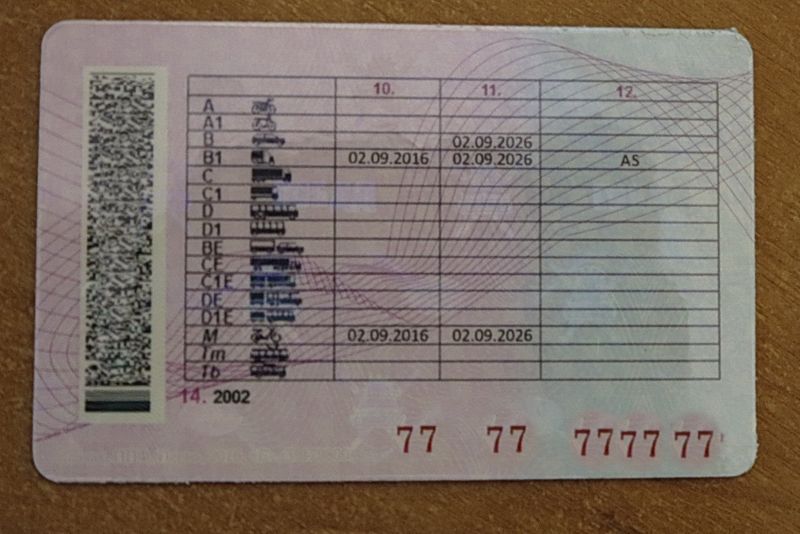 10. 11. 12.
A
A1
B 02.09.2026
B1 02.09.2016 02.09.2026 AS
C
C1
D
D1
BE
CE
C1E
DE
D1E
M 02.09.2016 02.09.2026
Tm
Tb
14. 2002
77 77 7777 77